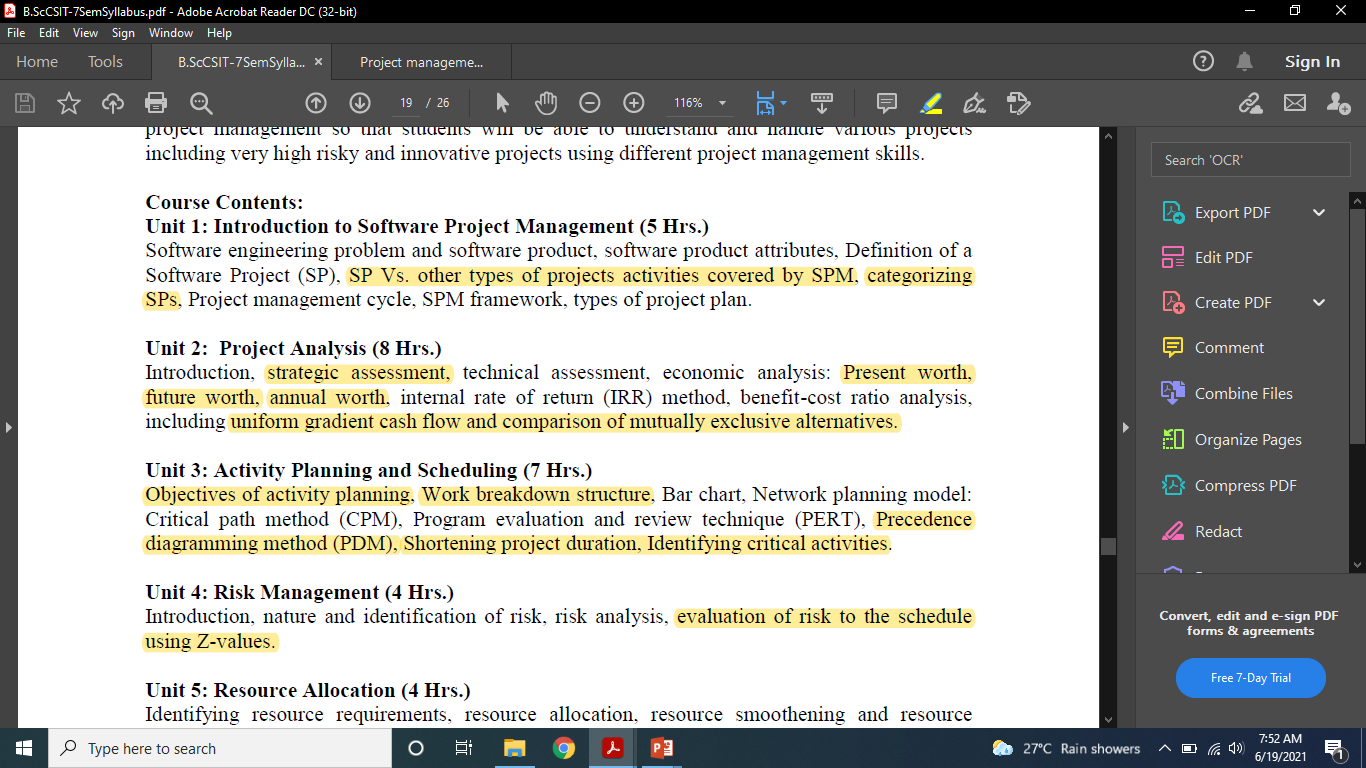 B.ScCSIT-7SemSyllabus.pdf - Adobe Acrobat Reader DC (32-bit)
File Edit View Sign Window Help
Home Tools B.ScCSIT-7SemSylla... × Project manageme... Sign In
19 / 26 116%
project management so that students will be able to understand and handle various projects
including very high risky and innovative projects using different project management skills.
Course Contents:
Unit 1: Introduction to Software Project Management (5 Hrs.)
Software engineering problem and software product, software product attributes, Definition of a
Software Project (SP), SP Vs. other types of projects activities covered by SPM, categorizing
SPs, Project management cycle, SPM framework, types of project plan.
Unit 2: Project Analysis (8 Hrs.)
Introduction, strategic assessment, technical assessment, economic analysis: Present worth,
future worth, annual worth, internal rate of return (IRR) method, benefit-cost ratio analysis,
including uniform gradient cash flow and comparison of mutually exclusive alternatives.
Unit 3: Activity Planning and Scheduling (7 Hrs.)
Objectives of activity planning, Work breakdown structure, Bar chart, Network planning model:
Critical path method (CPM), Program evaluation and review technique (PERT), Precedence
diagramming method (PDM), Shortening project duration, Identifying critical activities.
Unit 4: Risk Management (4 Hrs.)
Introduction, nature and identification of risk, risk analysis, evaluation of risk to the schedule
using Z-values.
Unit 5: Resource Allocation (4 Hrs.)
Identifying resource requirements, resource allocation, resource smoothening and resource
Search 'OCR'
Export PDF
Edit PDF
Create PDF
Comment
Combine Files
Organize Pages
Compress PDF
Redact
Convert, edit and e-sign PDF
forms & agreements
Free 7-Day Trial
Type here to search
27°C Rain showers
7:52 AM
6/19/2021
1